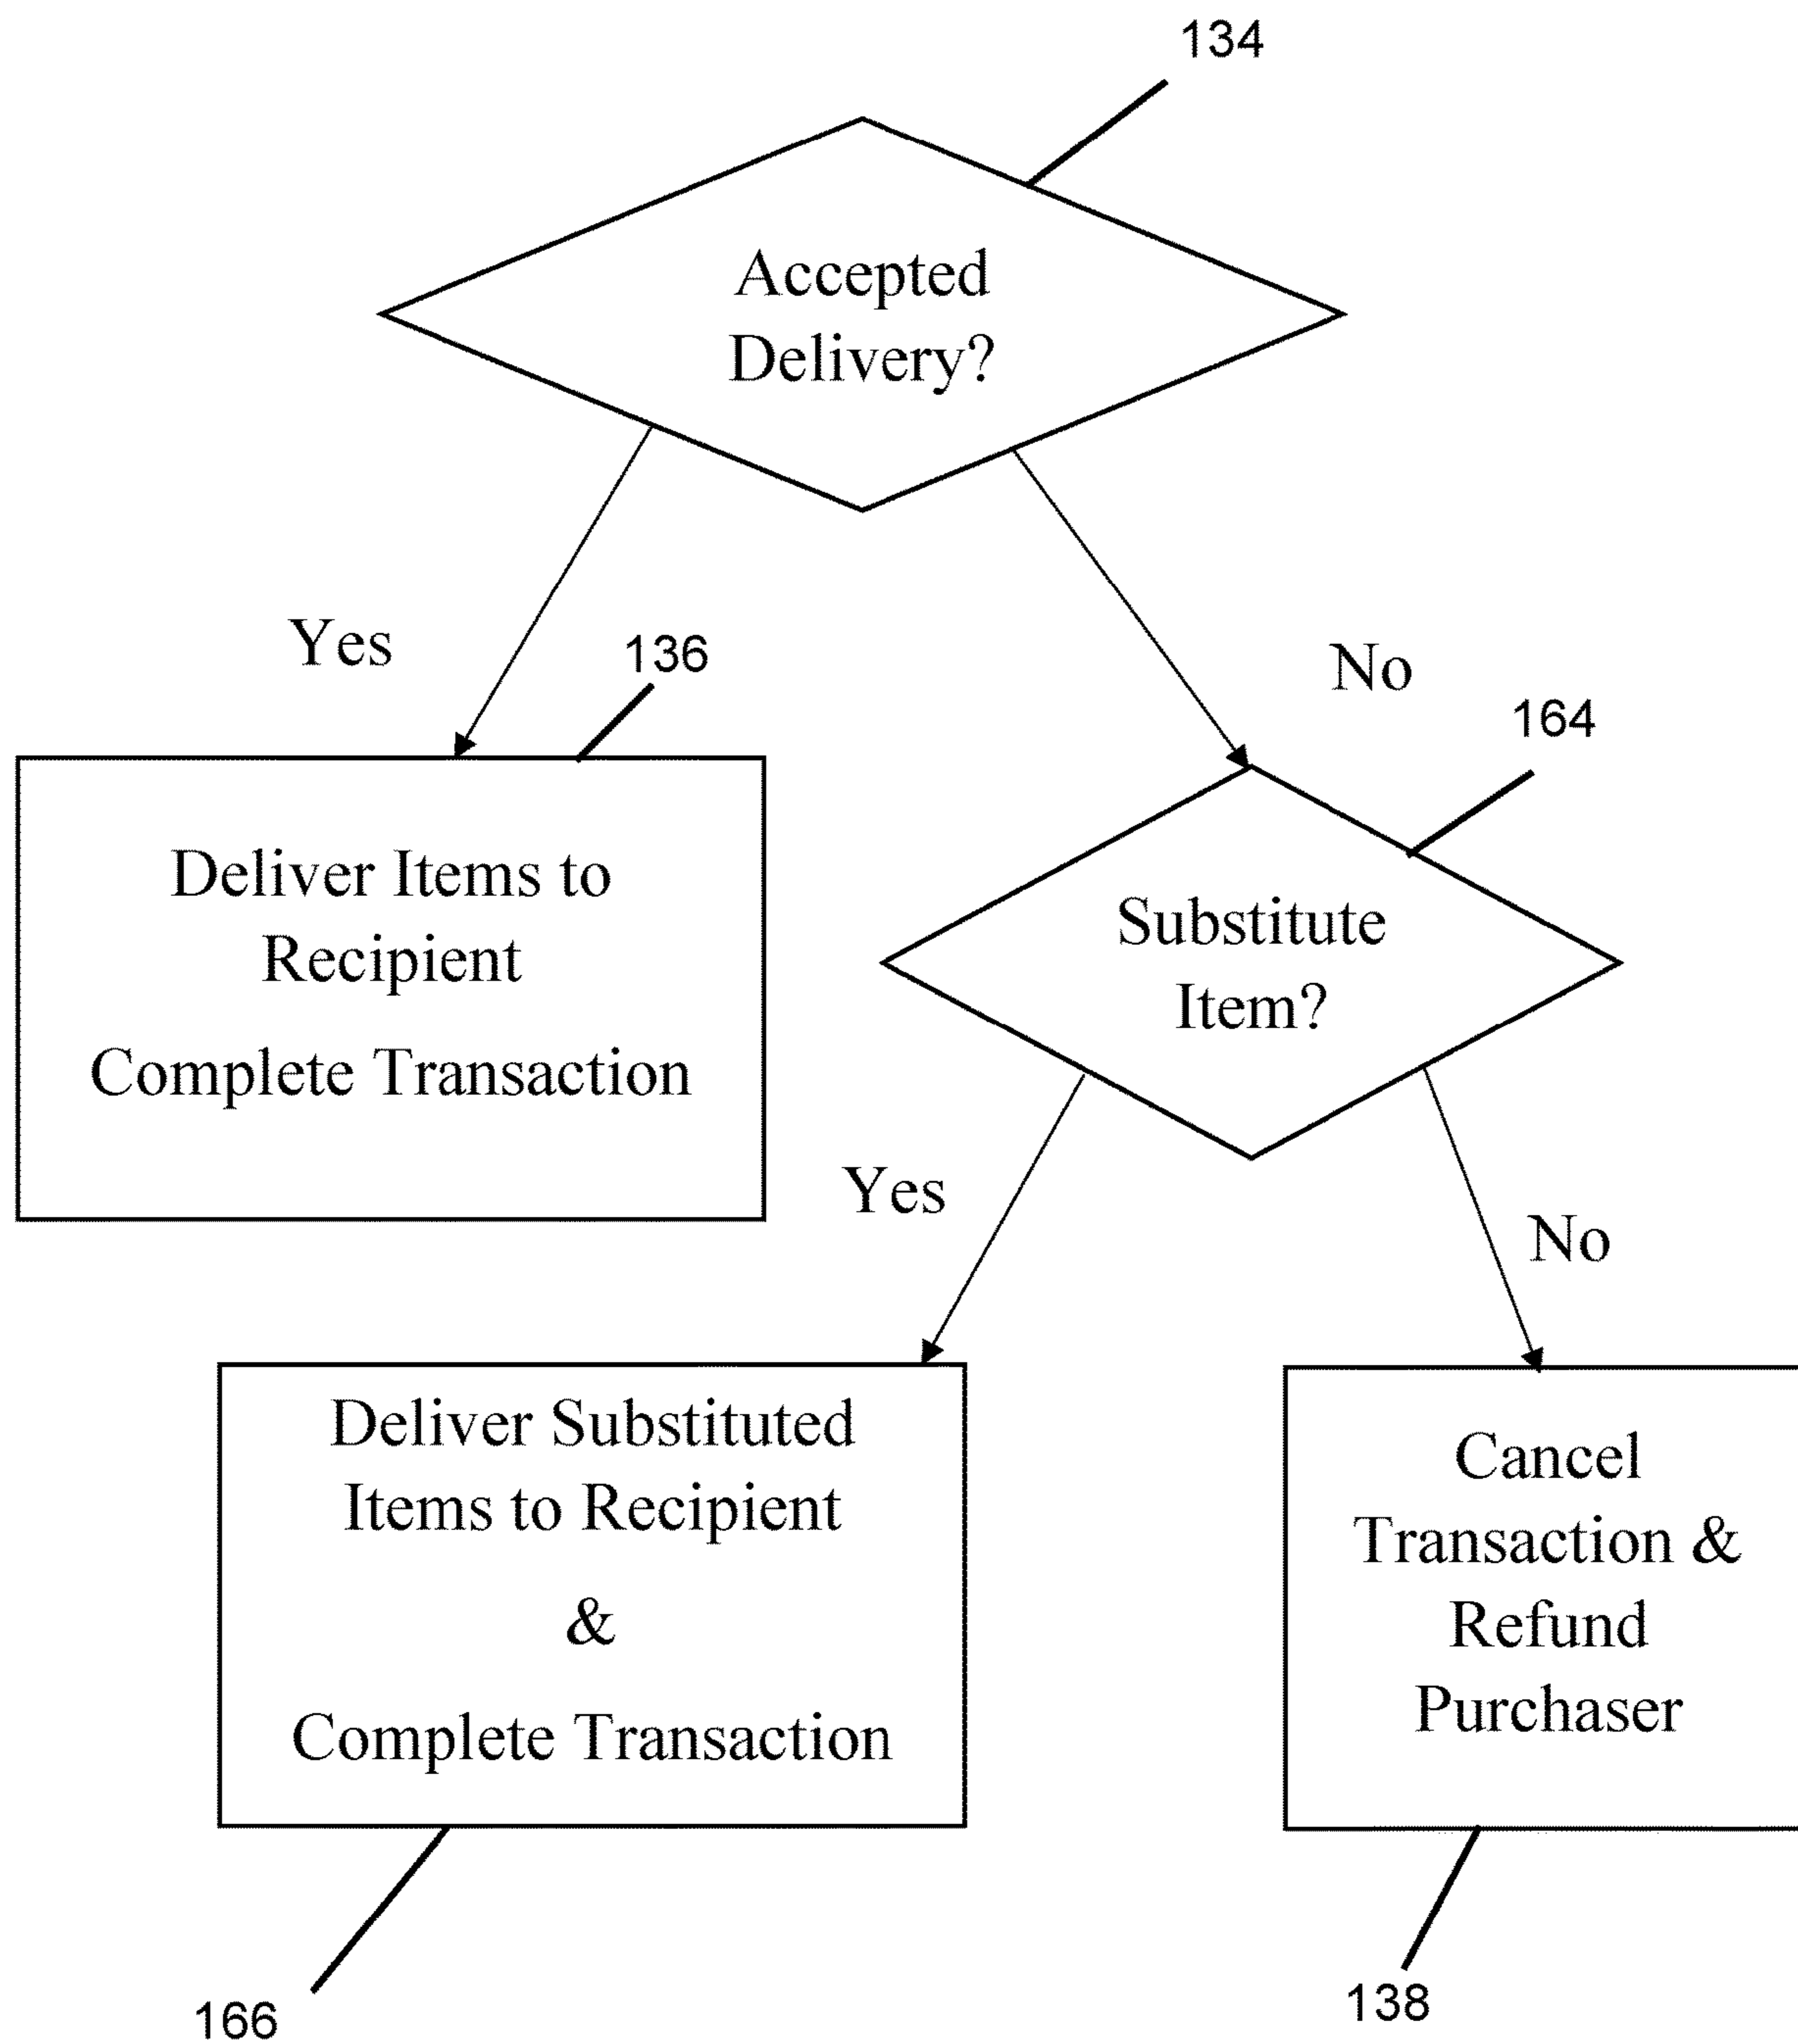 134
Accepted
Delivery?
Yes
136
No
164
Deliver Items to
Recipient
Complete Transaction
Substitute
Item?
Yes
No
Deliver Substituted
Items to Recipient
&
Complete Transaction
Cancel
Transaction &
Refund
Purchaser
166
138